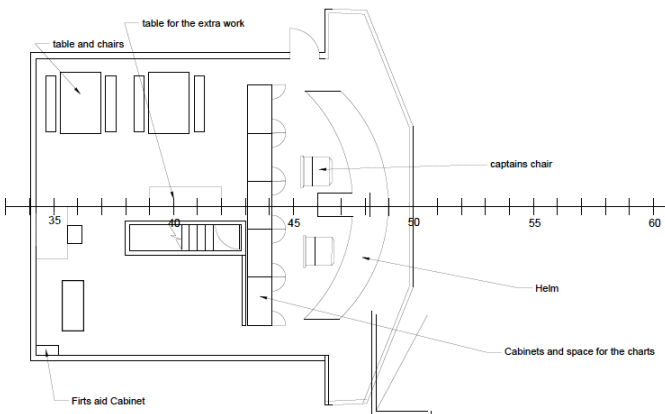 table for the extra work
table and chairs
captains chair
35
40
45
50
55
60
Helm
Cabinets and space for the charts
Firts aid Cabinet